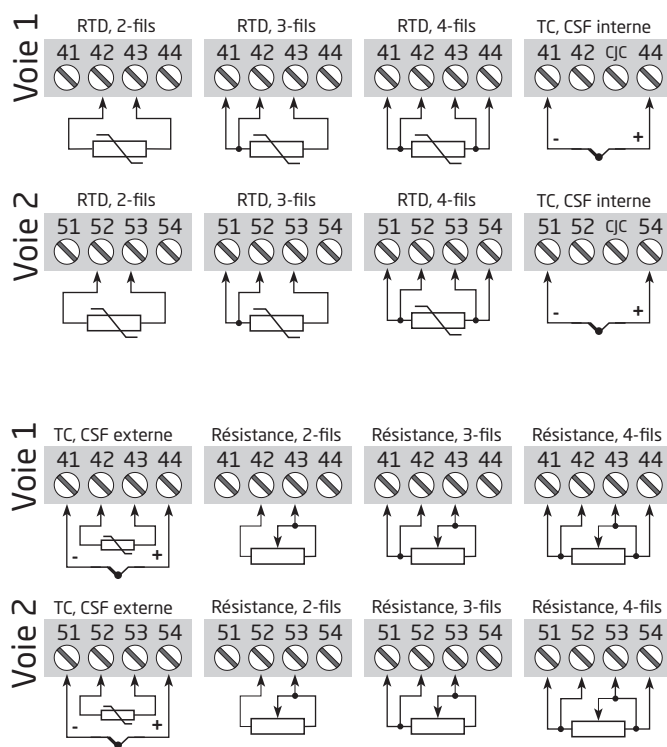 Voie 1
RTD, 2-fils
41 42 43 44
RTD, 3-fils
41 42 43 44
RTD, 4-fils
41 42 43 44
TC, CSF interne
41 42 CJC 44
- +
Voie 2
RTD, 2-fils
51 52 53 54
RTD, 3-fils
51 52 53 54
RTD, 4-fils
51 52 53 54
TC, CSF interne
51 52 CJC 54
- +
Voie 1
TC, CSF externe
41 42 43 44
- +
Résistance, 2-fils
41 42 43 44
Résistance, 3-fils
41 42 43 44
Résistance, 4-fils
41 42 43 44
Voie 2
TC, CSF externe
51 52 53 54
- +
Résistance, 2-fils
51 52 53 54
Résistance, 3-fils
51 52 53 54
Résistance, 4-fils
51 52 53 54